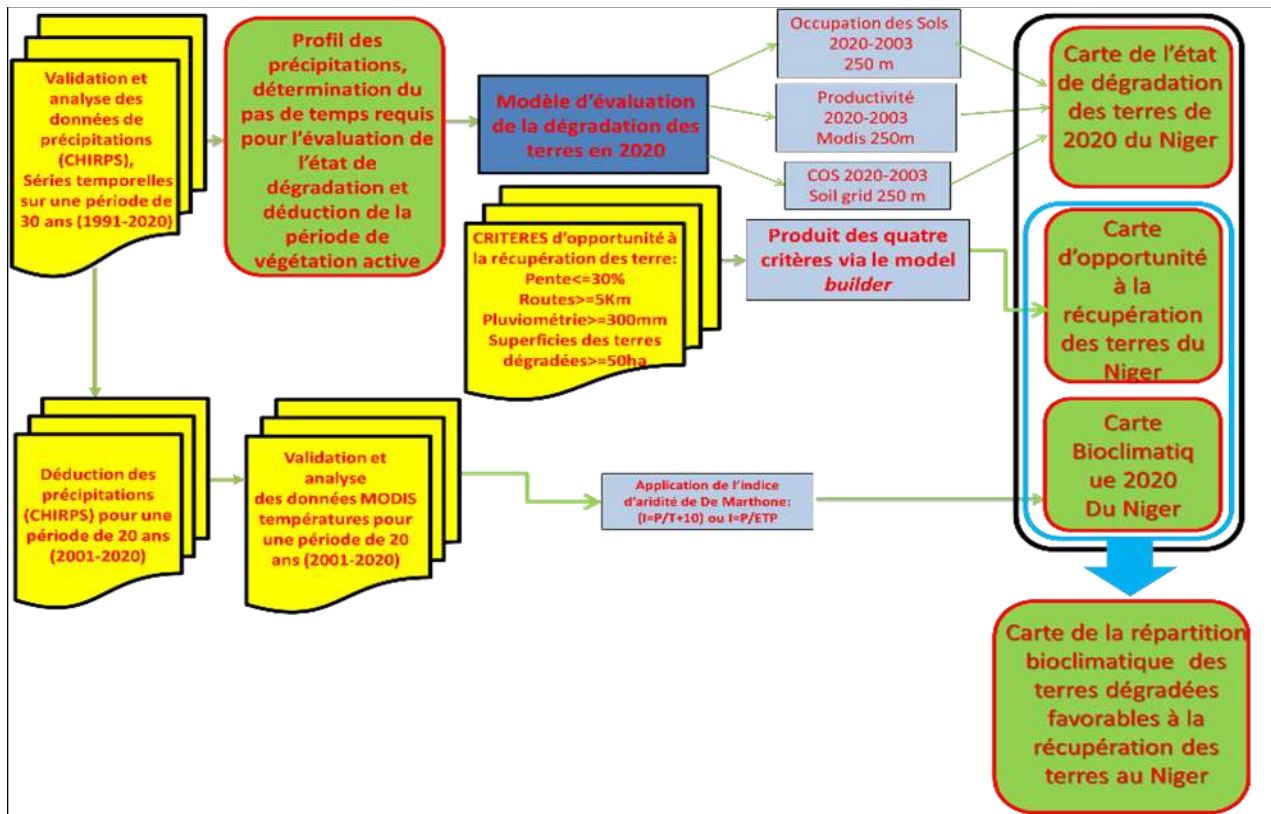 Validation et
analyse des
données de
précipitations
(CHIRPS),
Séries temporelles
sur une période de
30 ans (1991-2020)
Profil des
précipitations,
détermination du
pas de temps requis
pour l'évaluation de
l'état de
dégradation et
déduction de la
période de
végétation active
Modèle d'évaluation
de la dégradation des
terres en 2020
Occupation des Sols
2020-2003
250 m
Productivité
2020-2003
Modis 250m
COS 2020-2003
Soil grid 250 m
Carte de l'état
de dégradation
des terres de
2020 du Niger
CRITERES d'opportunité à
la récupération des terre:
Pente<=30%
Routes>=5Km
Pluviométrie>=300mm
Superficies des terres
dégradées>=50ha
Produit des quatre
critères via le model
builder
Carte
d'opportunité
à la
récupération
des terres du
Niger
Déduction des
précipitations
(CHIRPS) pour une
période de 20 ans
(2001-2020)
Validation et
analyse
des données MODIS
températures pour
une période de 20
ans (2001-2020)
Application de l'indice
d'aridité de De Marthone:
(I=P/T+10) ou I=P/ETP
Carte
Bioclimatiq
ue 2020
Du Niger
Carte de la répartition
bioclimatique des
terres dégradées
favorables à la
récupération des
terres au Niger